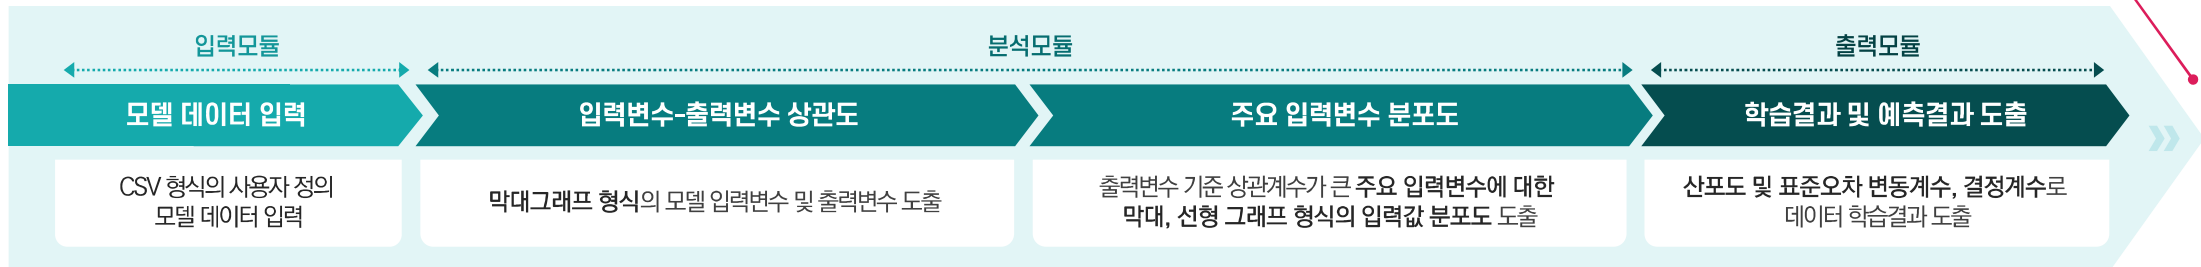 입력모듈
분석모듈
출력모듈
모델 데이터 입력
입력변수-출력변수 상관도
주요 입력변수 분포도
학습결과 및 예측결과 도출
CSV 형식의 사용자 정의
모델 데이터 입력
막대그래프 형식의 모델 입력변수 및 출력변수 도출
출력변수 기준 상관계수가 큰 주요 입력변수에 대한
막대, 선형 그래프 형식의 입력값 분포도 도출
산포도 및 표준오차 변동계수, 결정계수로
데이터 학습결과 도출